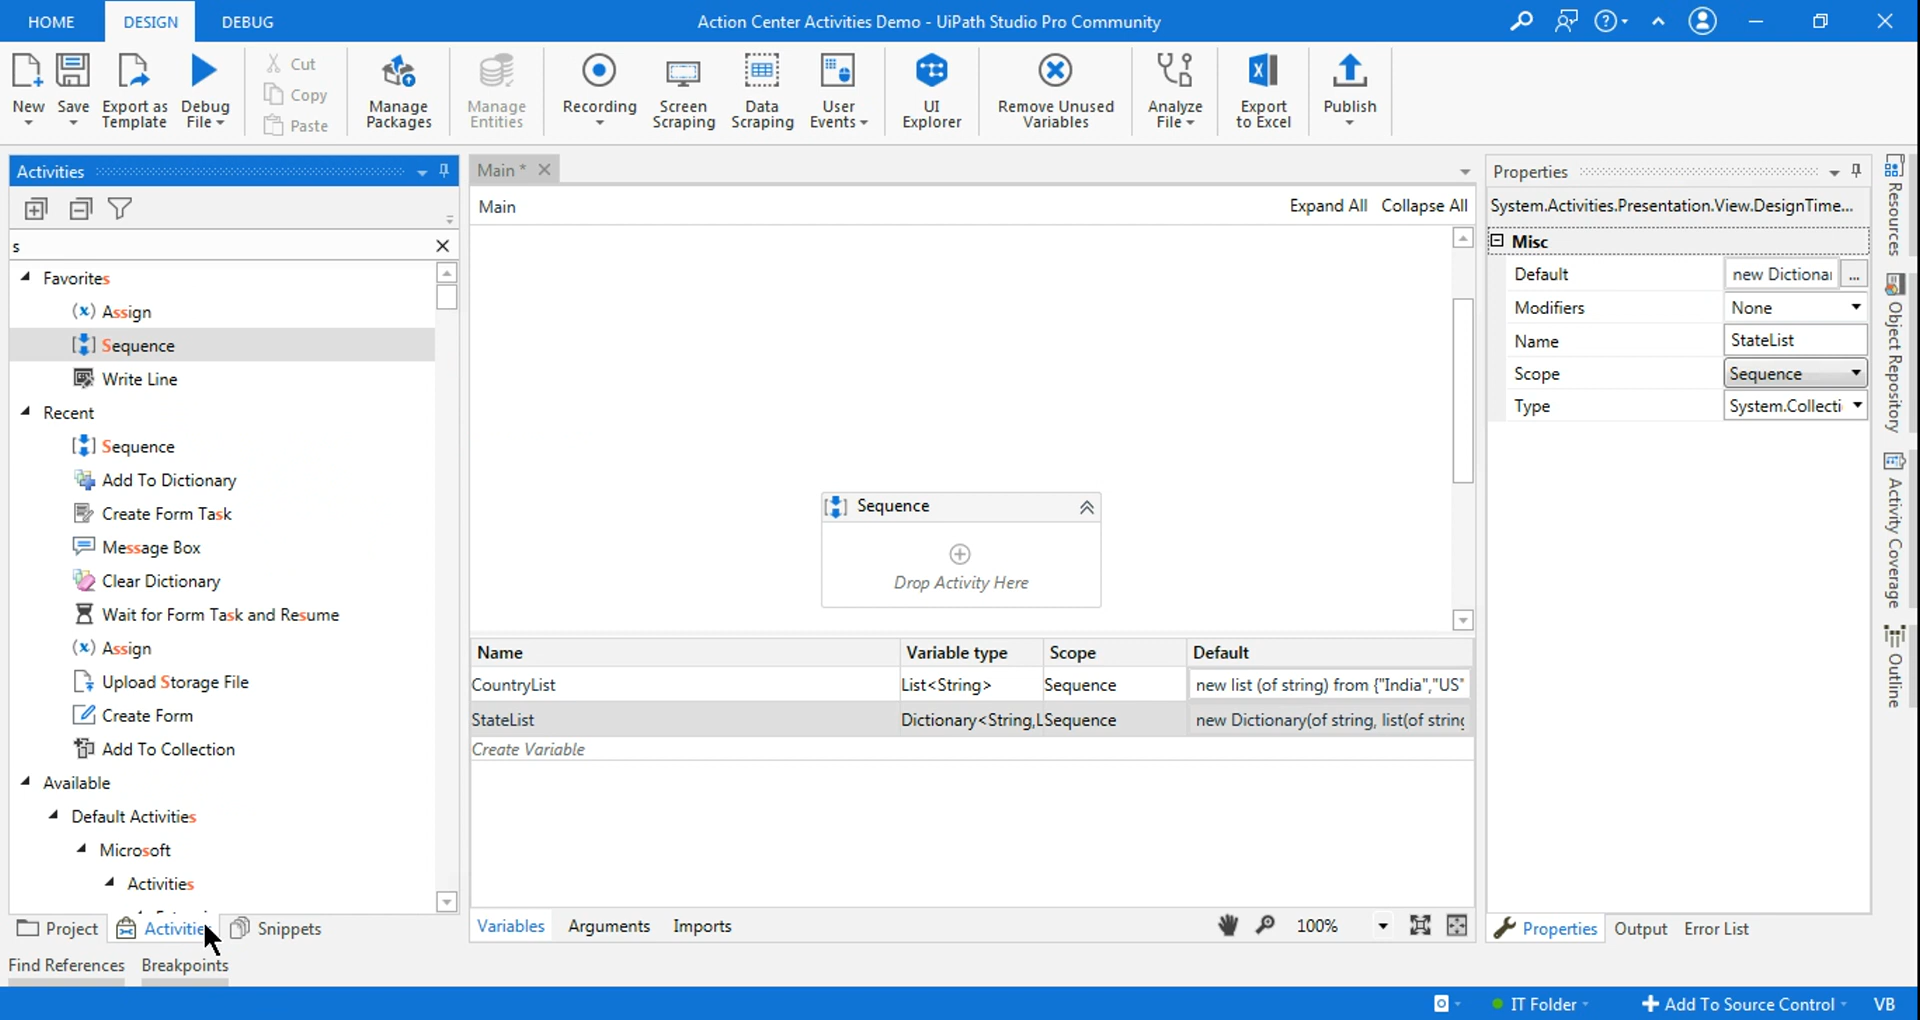 HOME DESIGN DEBUG Action Center Activities Demo - UiPath Studio Pro Community
New Save Export as Template Debug File Cut Copy Paste Manage Packages Manage Entities Recording Screen Scraping Data Scraping User Events UI Explorer Remove Unused Variables Analyze File Export to Excel Publish
Activities
s
Favorites
Assign
Sequence
Write Line
Recent
Sequence
Add To Dictionary
Create Form Task
Message Box
Clear Dictionary
Wait for Form Task and Resume
Assign
Upload Storage File
Create Form
Add To Collection
Available
Default Activities
Microsoft
Activities
Project Activities Snippets
Find References Breakpoints
Main *
Main Expand All Collapse All
Sequence
Drop Activity Here
Name Variable type Scope Default
CountryList List<String> Sequence new list (of string) from {"India","US"
StateList Dictionary<String,L Sequence new Dictionary(of string, list(of string
Create Variable
Variables Arguments Imports 100%
Properties
System.Activities.Presentation.View.DesignTime...
Misc
Default new Dictionar ...
Modifiers None
Name StateList
Scope Sequence
Type System.Collecti
Properties Output Error List
Resources
Object Repository
Activity Coverage
Outline
IT Folder Add To Source Control VB